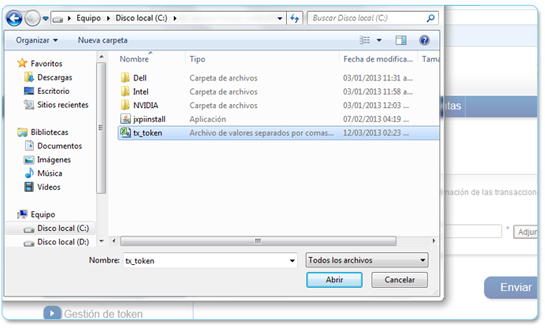 Equipo ▸ Disco local (C:) ▸
Buscar Disco local (C:)
Organizar
Nueva carpeta
Nombre
Tipo
Fecha de modifica...
Tama
Favoritos
Descargas
Escritorio
Sitios recientes
Bibliotecas
Documentos
Imágenes
Música
Vídeos
Equipo
Disco local (C:)
Disco local (D:)
Dell Carpeta de archivos 03/01/2013 11:31 a...
Intel Carpeta de archivos 03/01/2013 11:58 a...
NVIDIA Carpeta de archivos 03/01/2013 12:03 ...
jxpiinstall Aplicación 07/02/2013 04:19 ...
tx_token Archivo de valores separados por comas... 12/03/2013 02:23 ...
Nombre: tx_token
Todos los archivos
Abrir
Cancelar
itas
inación de las transaccion
* Adjun
Enviar
Gestión de token